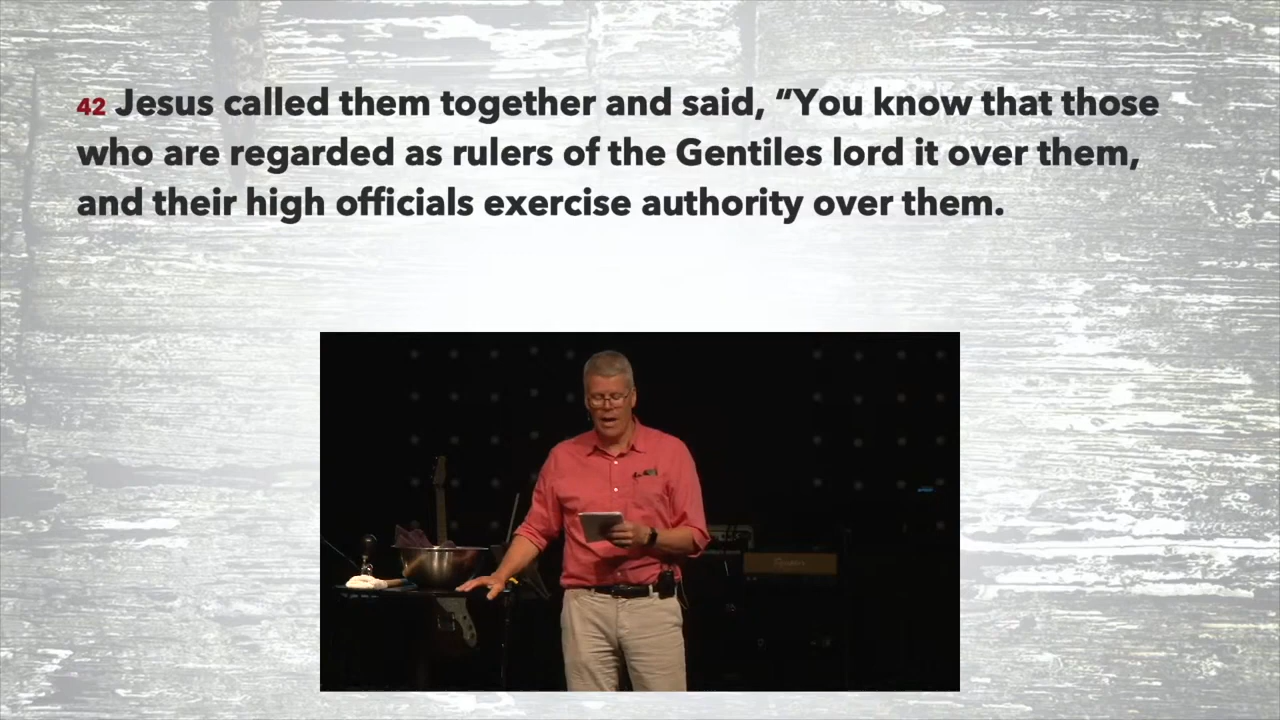 42 Jesus called them together and said, “You know that those
who are regarded as rulers of the Gentiles lord it over them,
and their high officials exercise authority over them.